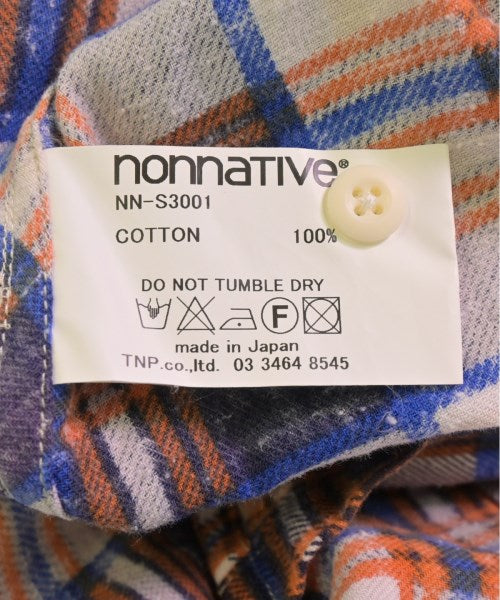 nonnative®
NN-S3001
COTTON 100%
DO NOT TUMBLE DRY
F
made in Japan
TNP.co.,ltd. 03 3464 8545